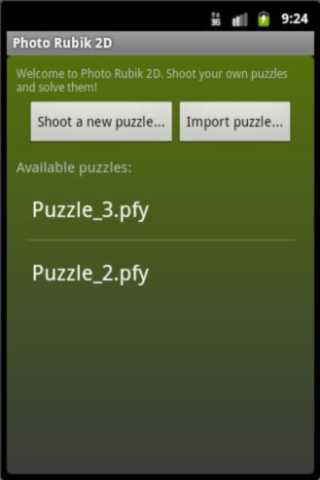 3G 9:24
Photo Rubik 2D
Welcome to Photo Rubik 2D. Shoot your own puzzles
and solve them!
Shoot a new puzzle... Import puzzle...
Available puzzles:
Puzzle_3.pfy
Puzzle_2.pfy